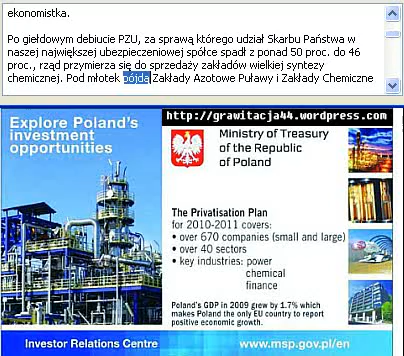 ekonomistka.
Po giełdowym debiucie PZU, za sprawą którego udział Skarbu Państwa w
naszej największej ubezpieczeniowej spółce spadł z ponad 50 proc. do 46
proc., rząd przymierza się do sprzedaży zakładów wielkiej syntezy
chemicznej. Pod młotek pójdą Zakłady Azotowe Puławy i Zakłady Chemiczne
http://grawitacja44.wordpress.com
Explore Poland's
investment
opportunities
Ministry of Treasury
of the Republic
of Poland
The Privatisation Plan
for 2010-2011 covers:
• over 670 companies (small and large)
• over 40 sectors
• key industries: power
chemical
finance
Poland's GDP in 2009 grew by 1.7% which
makes Poland the only EU country to report
positive economic growth.
Investor Relations Centre
www.msp.gov.pl/en